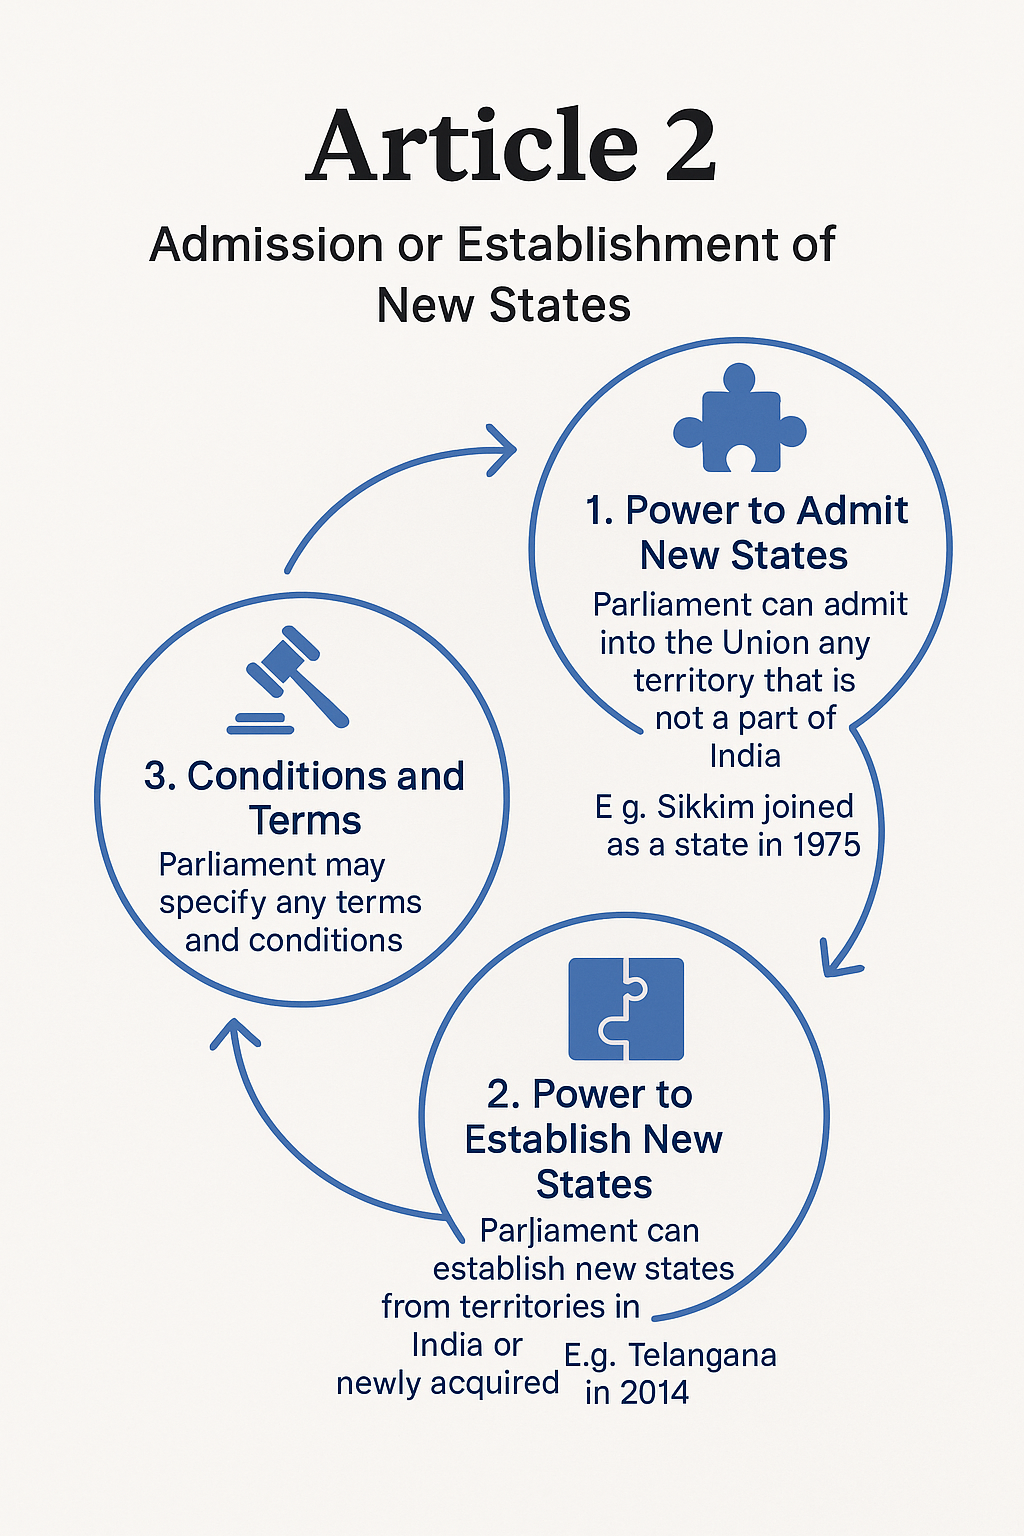 Article 2
Admission or Establishment of
New States
1. Power to Admit
New States
Parliament can admit
into the Union any
territory that is
not a part of
India
E g. Sikkim joined
as a state in 1975
2. Power to
Establish New
States
Parliament can
establish new states
from territories in
India or
newly acquired
E.g. Telangana
in 2014
3. Conditions and
Terms
Parliament may
specify any terms
and conditions